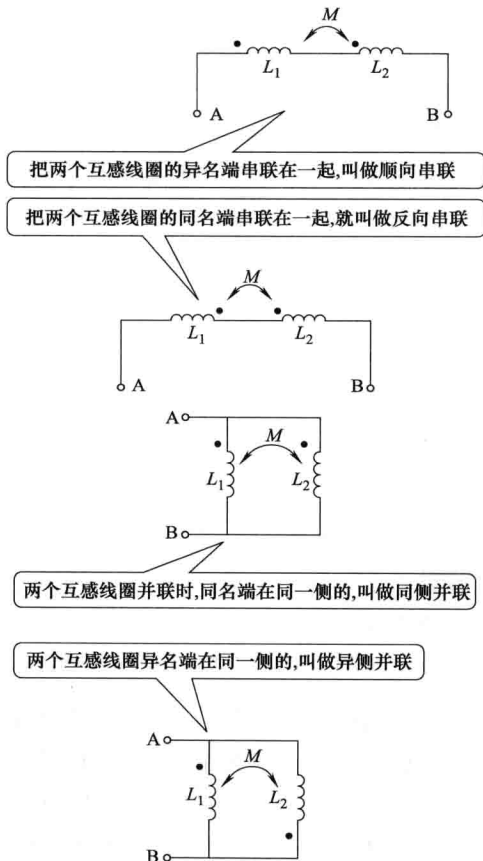 M
L₁ L₂
A B
把两个互感线圈的异名端串联在一起,叫做顺向串联
把两个互感线圈的同名端串联在一起,就叫做反向串联
M
L₁ L₂
A B
A
M
L₁ L₂
B
两个互感线圈并联时,同名端在同一侧的,叫做同侧并联
两个互感线圈异名端在同一侧的,叫做异侧并联
A
M
L₁ L₂
B